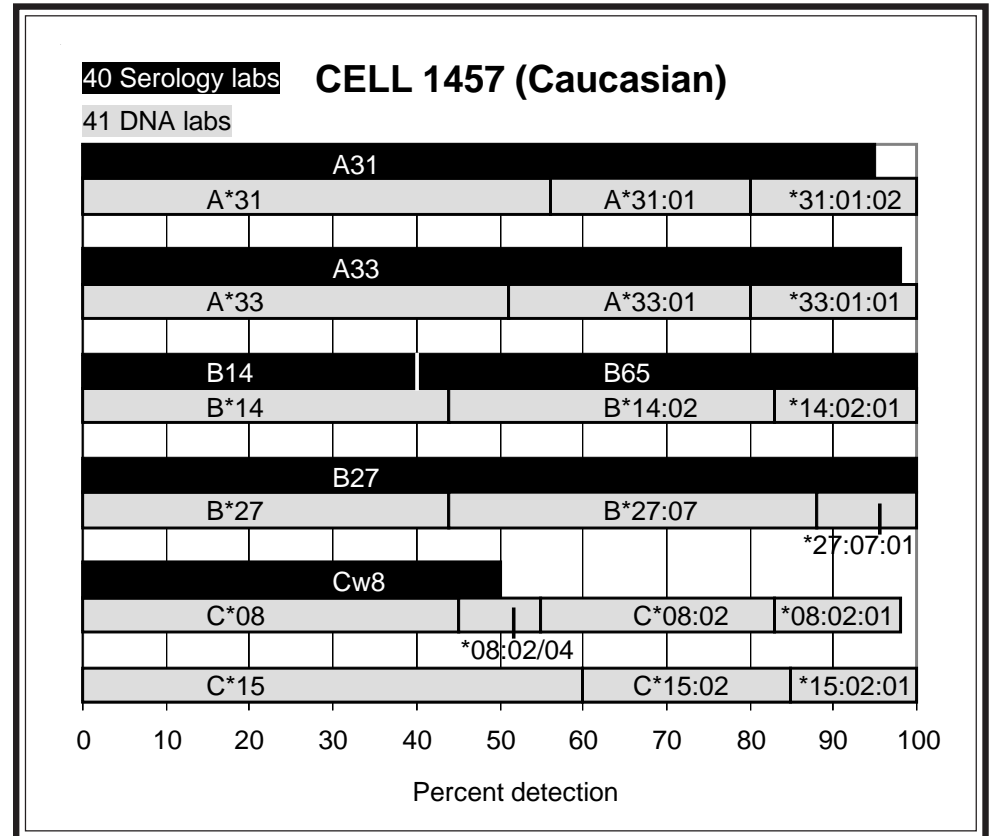 40 Serology labs CELL 1457 (Caucasian)
41 DNA labs
A31
A*31 A*31:01 *31:01:02
A33
A*33 A*33:01 *33:01:01
B14 B65
B*14 B*14:02 *14:02:01
B27
B*27 B*27:07
*27:07:01
Cw8
C*08 C*08:02 *08:02:01
*08:02/04
C*15 C*15:02 *15:02:01
0 10 20 30 40 50 60 70 80 90 100
Percent detection